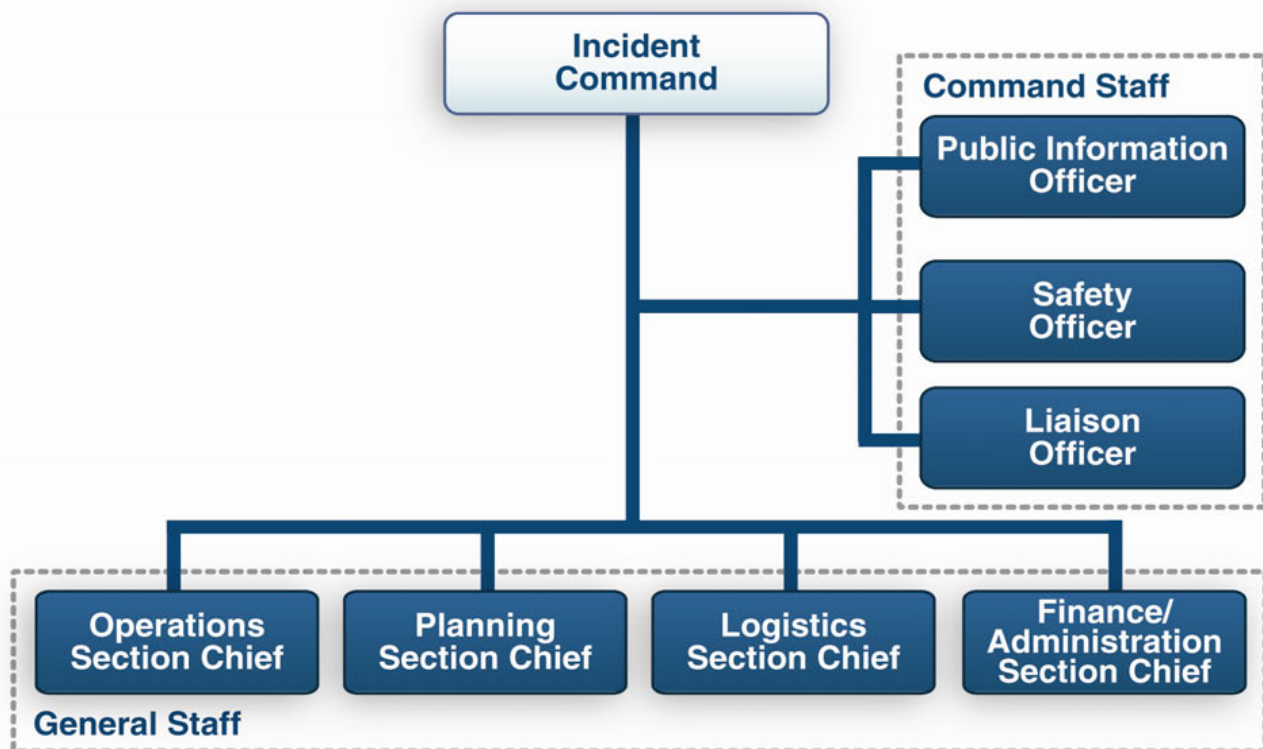 Incident
Command
Command Staff
Public Information
Officer
Safety
Officer
Liaison
Officer
Operations
Section Chief
Planning
Section Chief
Logistics
Section Chief
Finance/
Administration
Section Chief
General Staff